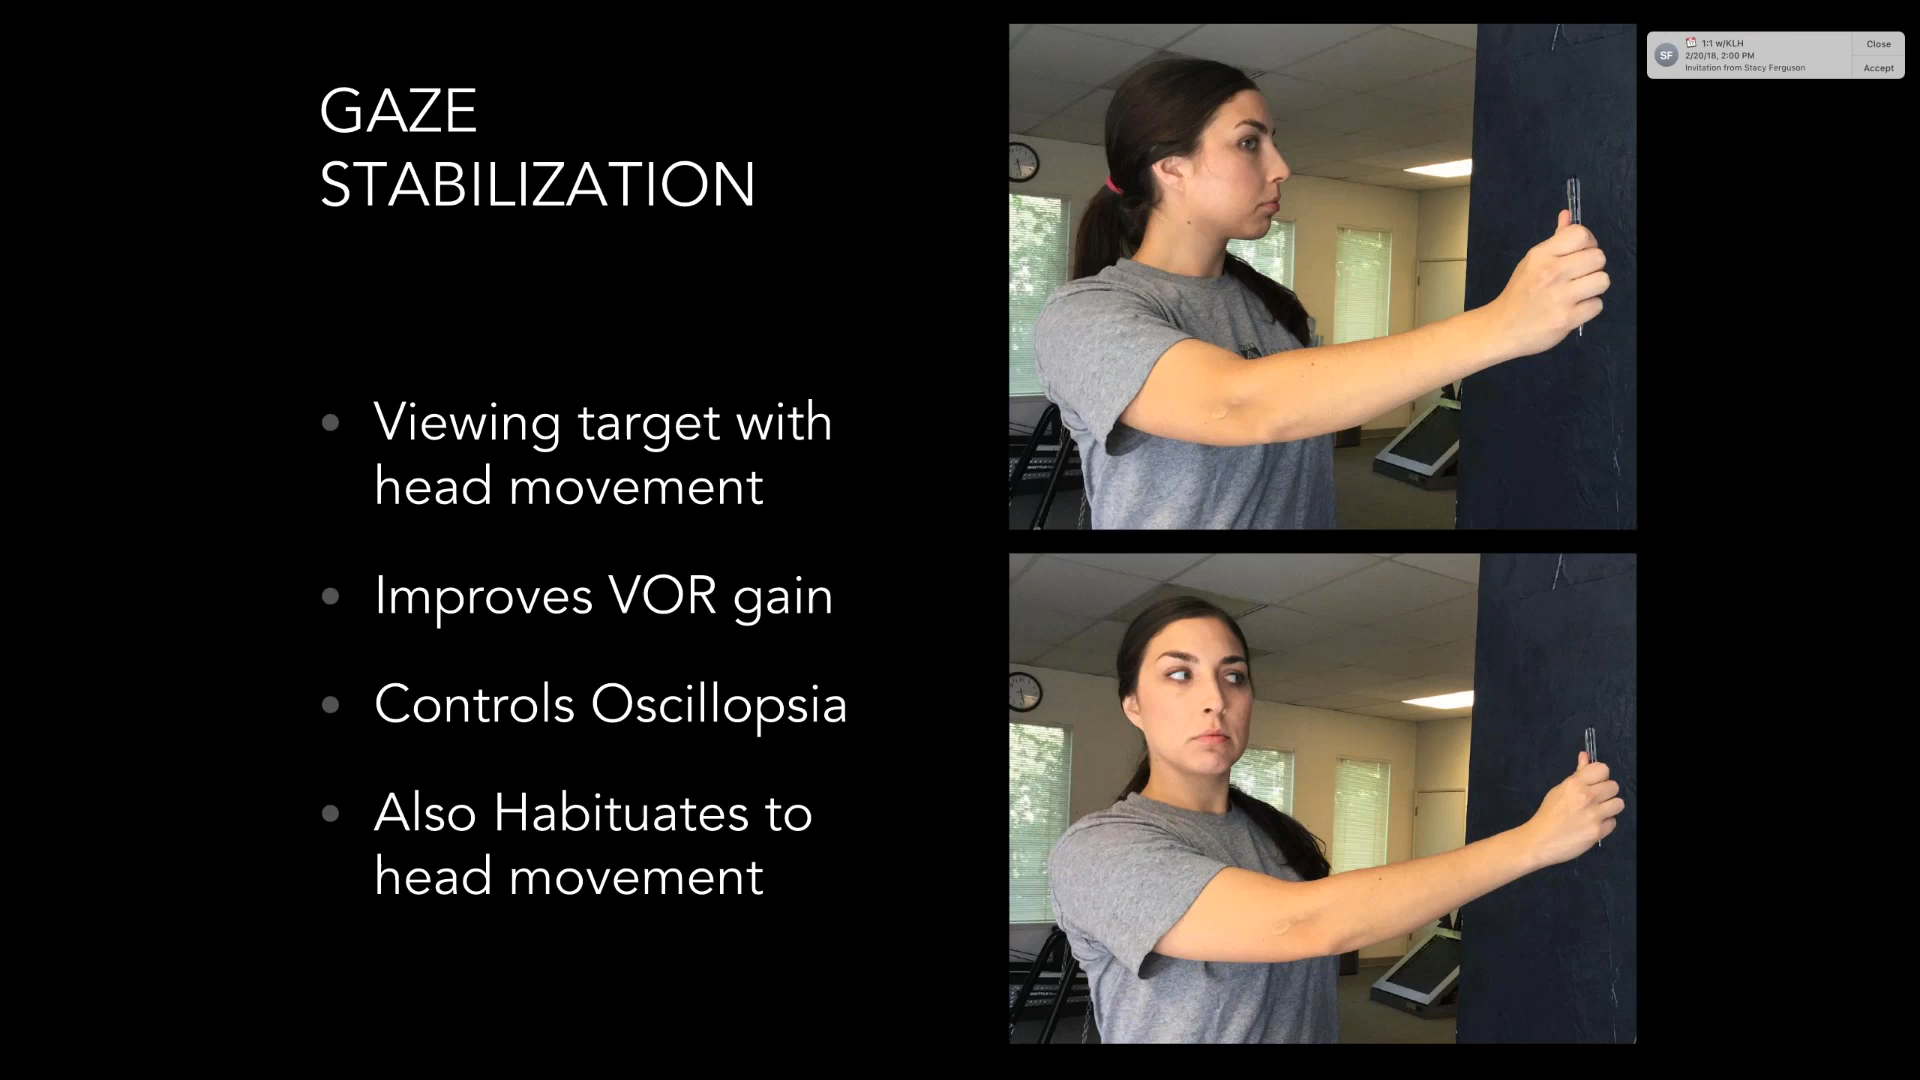 GAZE
STABILIZATION
• Viewing target with
head movement
• Improves VOR gain
• Controls Oscillopsia
• Also Habituates to
head movement
SF
1:1 w/KLH
2/20/18, 2:00 PM
Invitation from Stacy Ferguson
Close
Accept